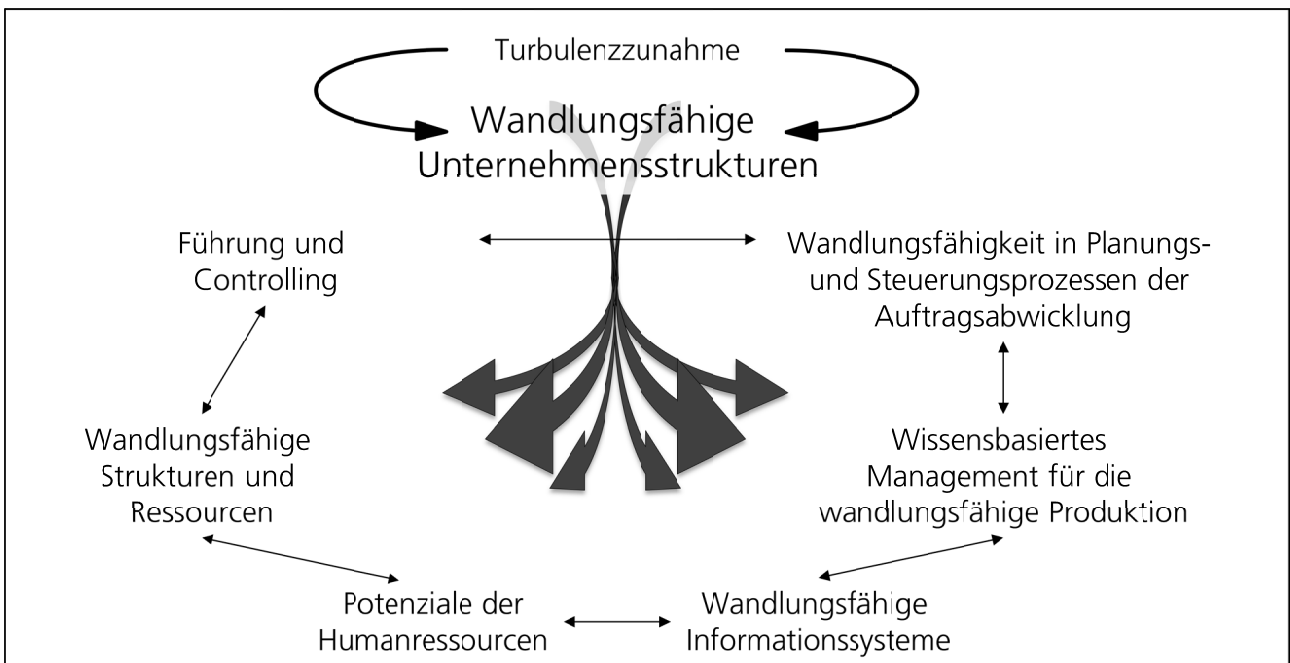 Turbulenzzunahme
Wandlungsfähige
Unternehmensstrukturen
Führung und
Controlling
Wandlungsfähigkeit in Planungs-
und Steuerungsprozessen der
Auftragsabwicklung
Wandlungsfähige
Strukturen und
Ressourcen
Wissensbasiertes
Management für die
wandlungsfähige Produktion
Potenziale der
Humanressourcen
Wandlungsfähige
Informationssysteme